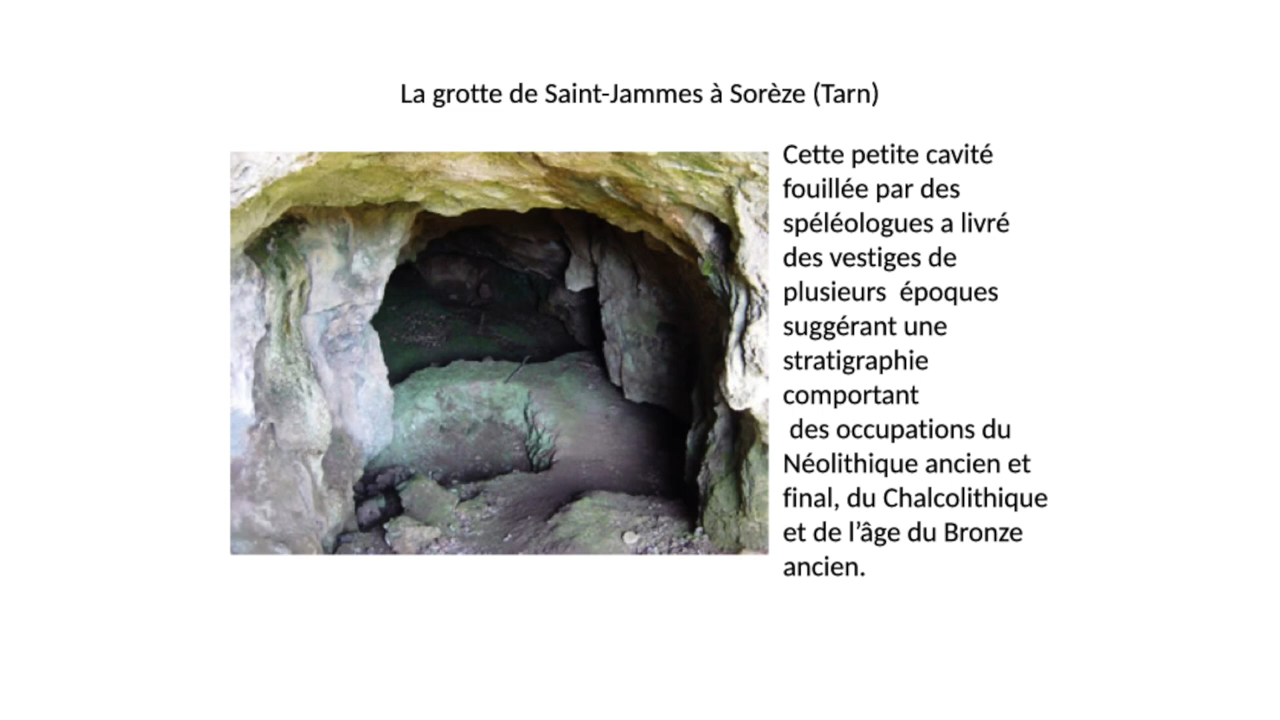 La grotte de Saint-Jammes à Sorèze (Tarn)
Cette petite cavité
fouillée par des
spéléologues a livré
des vestiges de
plusieurs  époques
suggérant une
stratigraphie
comportant
des occupations du
Néolithique ancien et
final, du Chalcolithique
et de l’âge du Bronze
ancien.